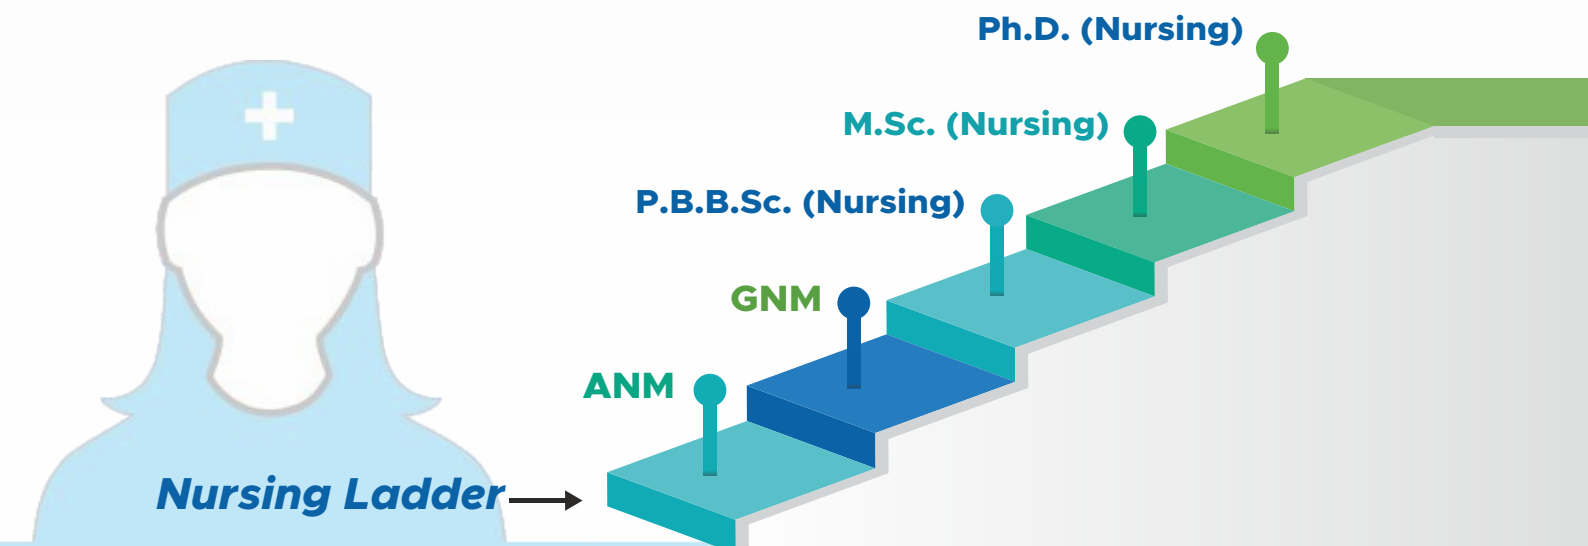 Ph.D. (Nursing)
M.Sc. (Nursing)
P.B.B.Sc. (Nursing)
GNM
ANM
Nursing Ladder